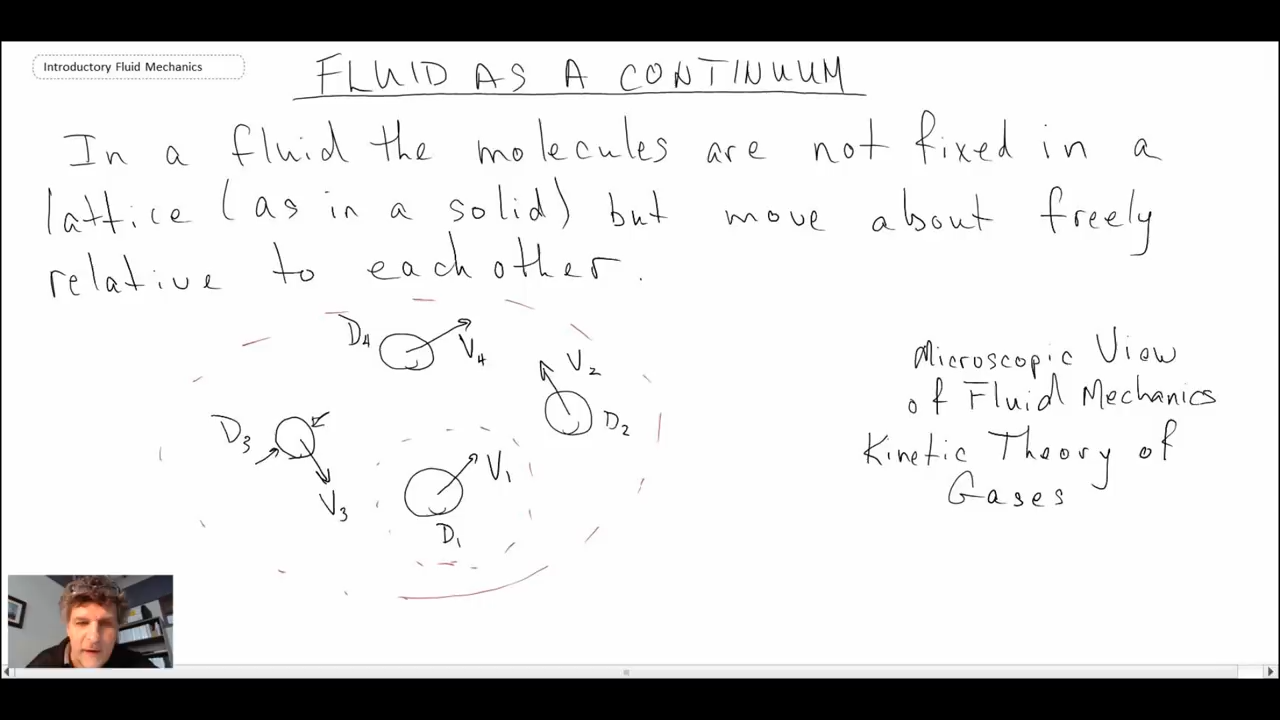 Introductory Fluid Mechanics
FLUID AS A CONTINUUM
In a fluid the molecules are not fixed in a
lattice (as in a solid) but move about freely
relative to each other.
D4
V4
V2
D2
D3
V3
V1
D1
Microscopic View
of Fluid Mechanics
Kinetic Theory of
Gases